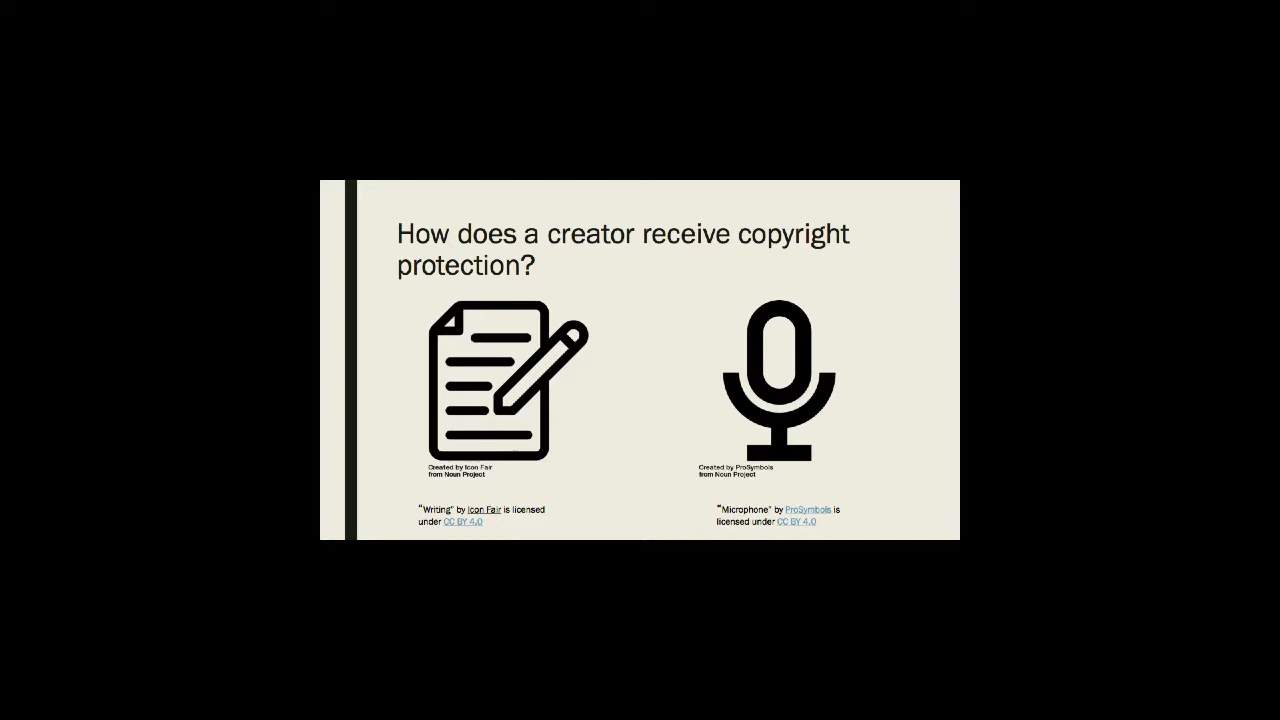 How does a creator receive copyright
protection?
Created by Icon Fair
from Noun Project
Created by ProSymbols
from Noun Project
“Writing” by Icon Fair is licensed
under CC BY 4.0
“Microphone” by ProSymbols is
licensed under CC BY 4.0